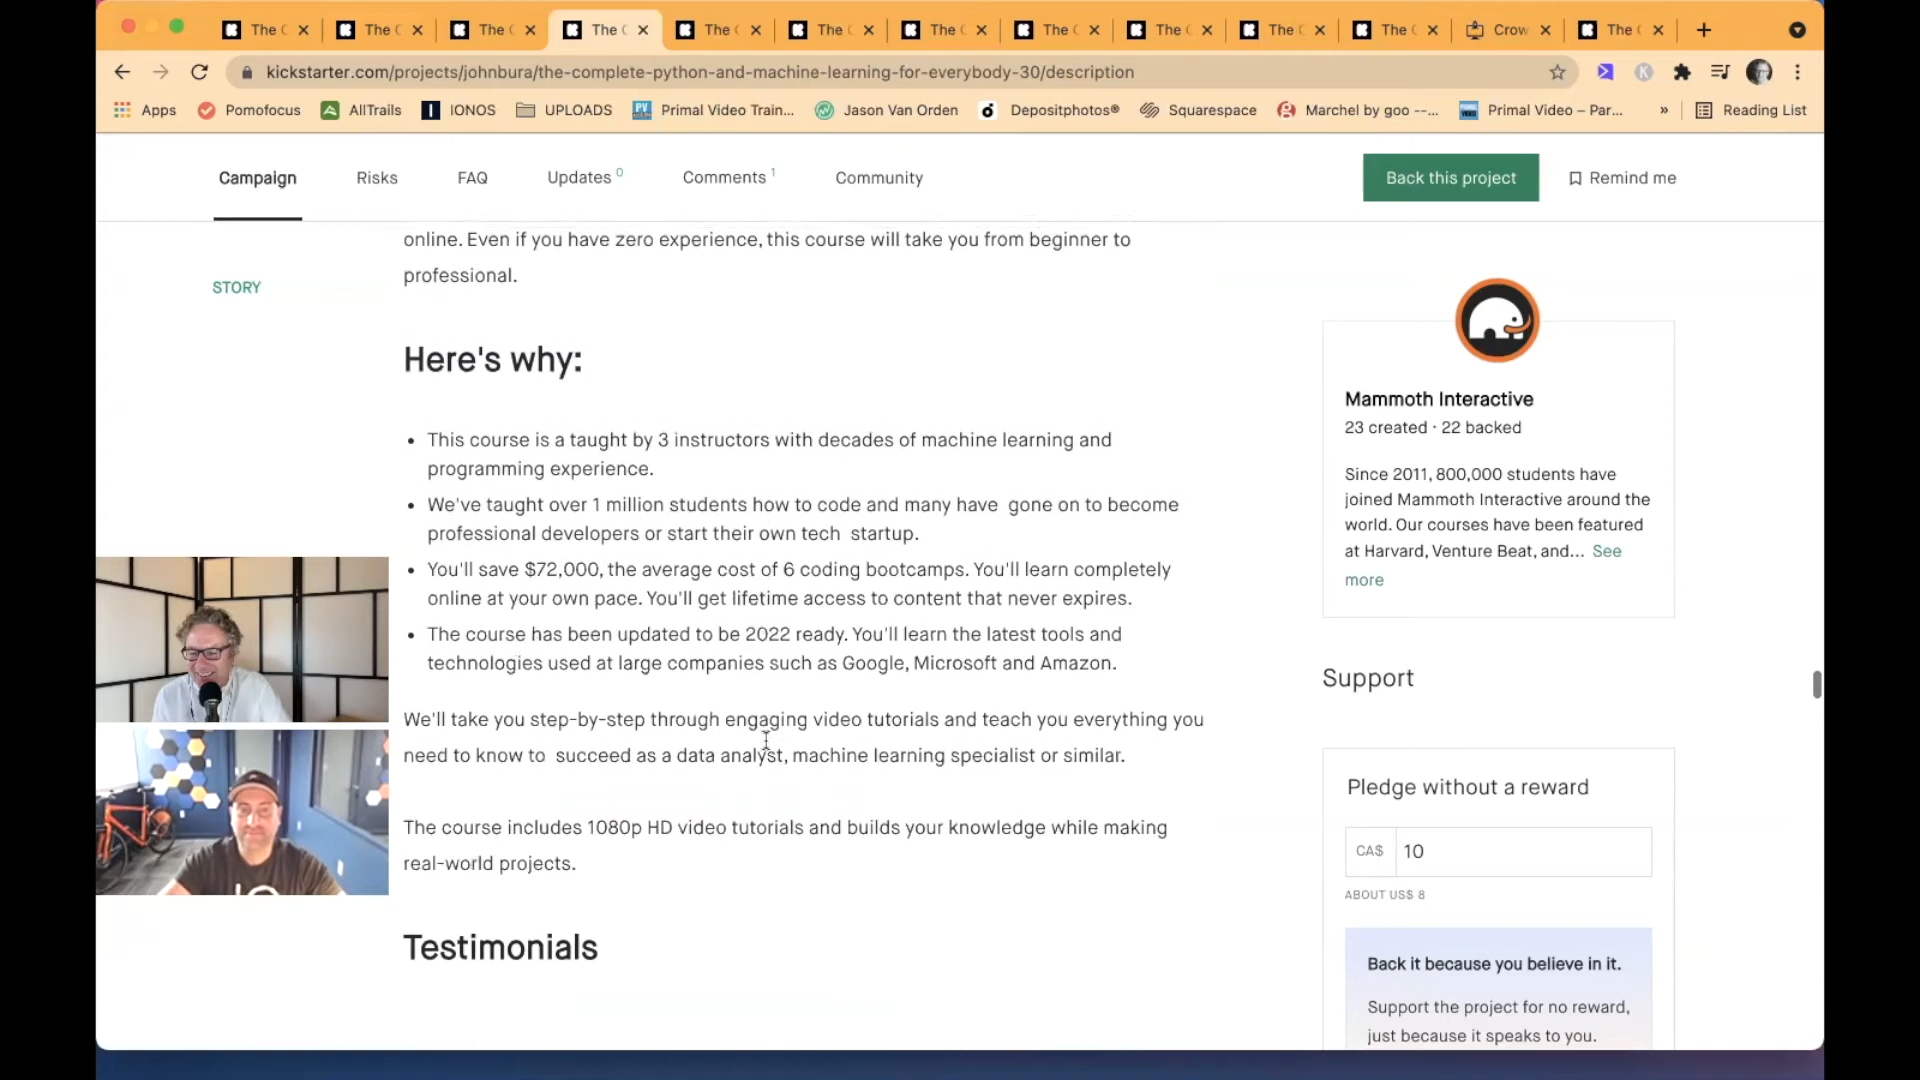 The C
The C
The C
The C
The C
The C
The C
The C
The C
The C
The C
Crow
The C
kickstarter.com/projects/johnbura/the-complete-python-and-machine-learning-for-everybody-30/description
K
Apps
Pomofocus
AllTrails
IONOS
UPLOADS
Primal Video Train...
Jason Van Orden
Depositphotos®
Squarespace
Marchel by goo --...
Primal Video – Par...
»
Reading List
Campaign
Risks
FAQ
Updates 0
Comments 1
Community
Back this project
Remind me
STORY
online. Even if you have zero experience, this course will take you from beginner to
professional.
Here's why:
• This course is a taught by 3 instructors with decades of machine learning and
programming experience.
• We've taught over 1 million students how to code and many have gone on to become
professional developers or start their own tech startup.
• You'll save $72,000, the average cost of 6 coding bootcamps. You'll learn completely
online at your own pace. You'll get lifetime access to content that never expires.
• The course has been updated to be 2022 ready. You'll learn the latest tools and
technologies used at large companies such as Google, Microsoft and Amazon.
We'll take you step-by-step through engaging video tutorials and teach you everything you
need to know to succeed as a data analyst, machine learning specialist or similar.
The course includes 1080p HD video tutorials and builds your knowledge while making
real-world projects.
Testimonials
Mammoth Interactive
23 created · 22 backed
Since 2011, 800,000 students have
joined Mammoth Interactive around the
world. Our courses have been featured
at Harvard, Venture Beat, and... See
more
Support
Pledge without a reward
CA$ 10
ABOUT US$ 8
Back it because you believe in it.
Support the project for no reward,
just because it speaks to you.